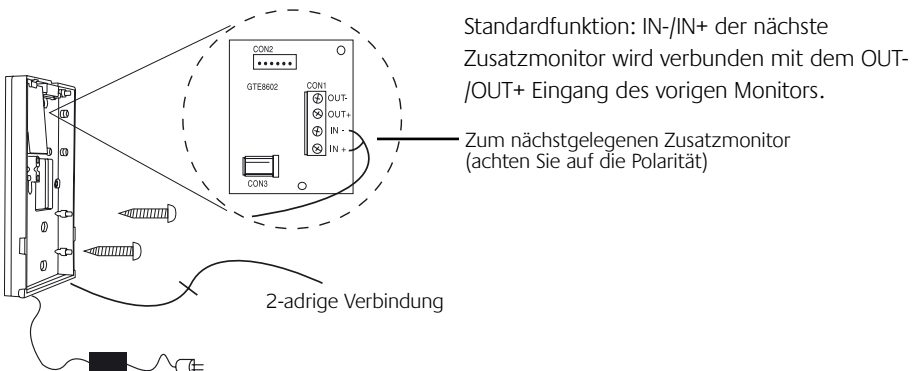 Standardfunktion: IN-/IN+ der nächste
Zusatzmonitor wird verbunden mit dem OUT-
/OUT+ Eingang des vorigen Monitors.
CON2
GTE8602
CON1
OUT-
OUT+
IN -
IN +
CON3
Zum nächstgelegenen Zusatzmonitor
(achten Sie auf die Polarität)
2-adrige Verbindung